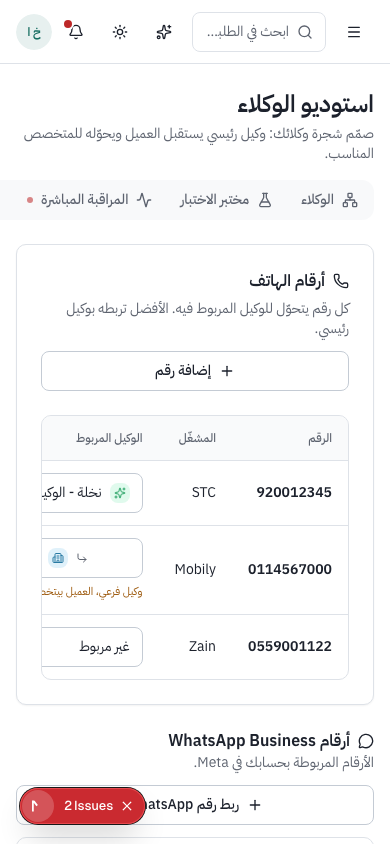 ابحث في الطلبـ...
خ ا
استوديو الوكلاء
صمّم شجرة وكلائك: وكيل رئيسي يستقبل العميل ويحوّله للمتخصص
المناسب.
الوكلاء
مختبر الاختبار
المراقبة المباشرة
أرقام الهاتف
كل رقم يتحوّل للوكيل المربوط فيه. الأفضل تربطه بوكيل
رئيسي.
إضافة رقم
الرقم المشغّل الوكيل المربوط
920012345 STC نخلة - الوكيـ
0114567000 Mobily
وكيل فرعي، العميل بيتخصـ
0559001122 Zain غير مربوط
أرقام WhatsApp Business
الأرقام المربوطة بحسابك في Meta.
ربط رقم WhatsApp
2 Issues